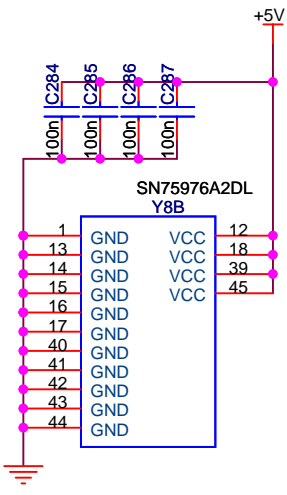 +5V
C284 C285 C286 C287
100n 100n 100n 100n
SN75976A2DL
Y8B
1 GND VCC 12
13 GND VCC 18
14 GND VCC 39
15 GND VCC 45
16 GND
17 GND
40 GND
41 GND
42 GND
43 GND
44 GND